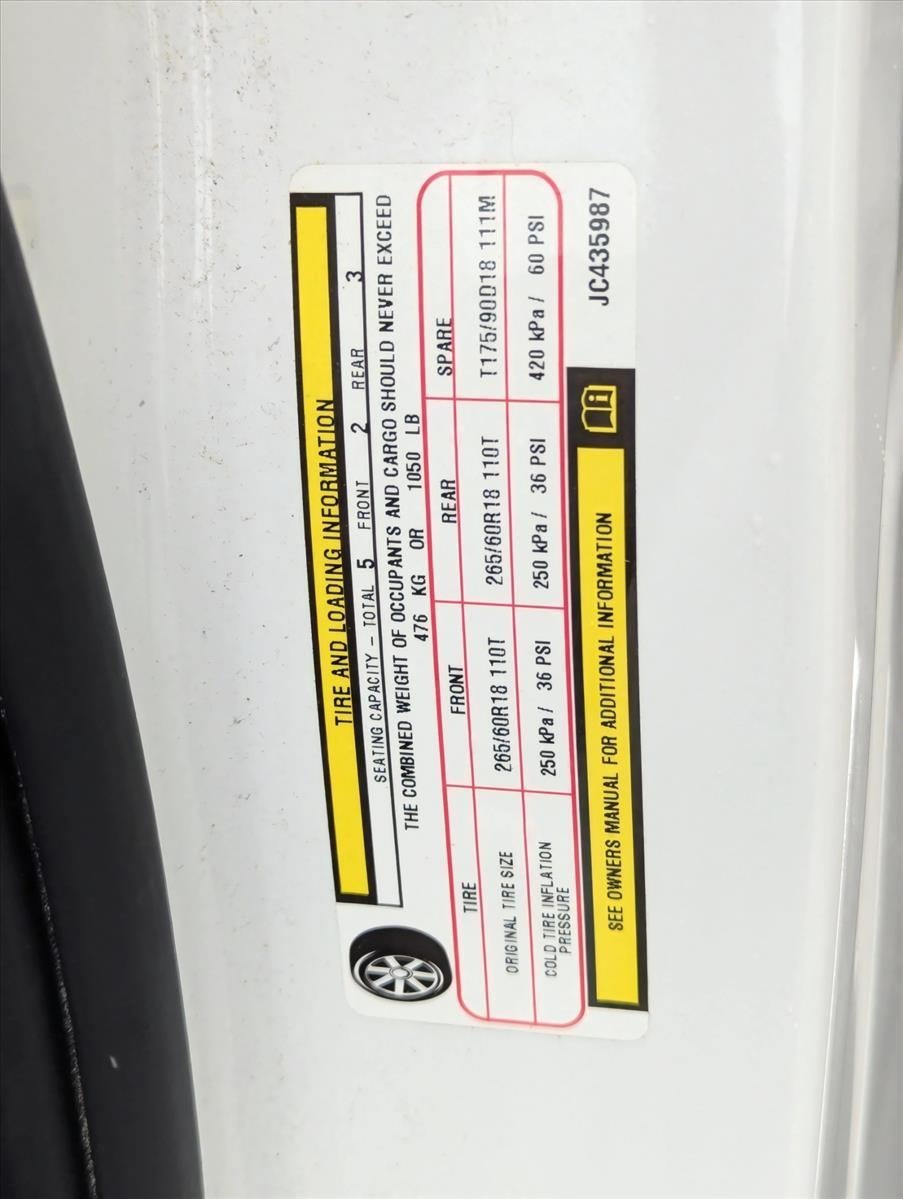 TIRE AND LOADING INFORMATION
SEATING CAPACITY – TOTAL 5 FRONT 2 REAR 3
THE COMBINED WEIGHT OF OCCUPANTS AND CARGO SHOULD NEVER EXCEED
476 KG OR 1050 LB
TIRE FRONT REAR SPARE
ORIGINAL TIRE SIZE 265/60R18 110T 265/60R18 110T T175/90D18 111M
COLD TIRE INFLATION PRESSURE 250 kPa / 36 PSI 250 kPa / 36 PSI 420 kPa / 60 PSI
SEE OWNERS MANUAL FOR ADDITIONAL INFORMATION
JC435987